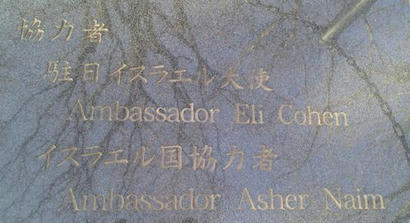 協力者
駐日イスラエル大使
Ambassador Eli Cohen
イスラエル国協力者
Ambassador Asher Naim